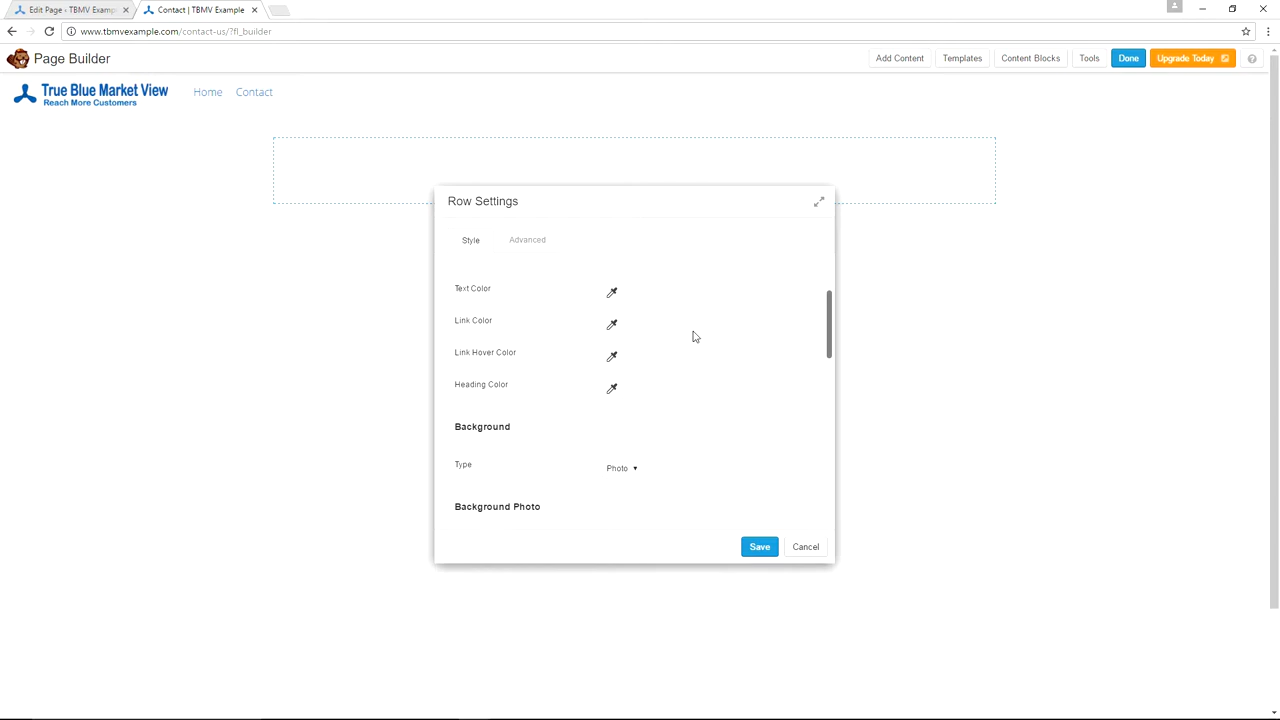 Edit Page ‹ TBMV Examp
Contact | TBMV Example
www.tbmvexample.com/contact-us/?fl_builder
Page Builder
Add Content
Templates
Content Blocks
Tools
Done
Upgrade Today
True Blue Market View
Reach More Customers
Home
Contact
Row Settings
Style
Advanced
Text Color
Link Color
Link Hover Color
Heading Color
Background
Type
Photo
Background Photo
Save
Cancel